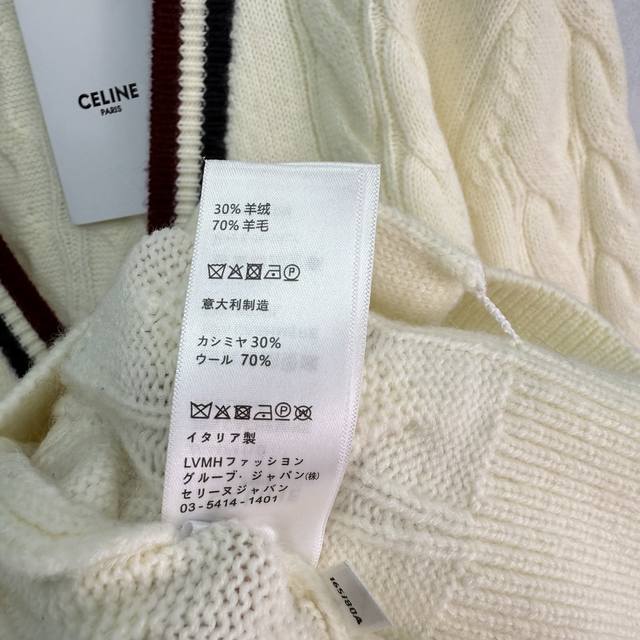 CELINE
PARIS
30% 羊绒
70% 羊毛
意大利制造
カシミヤ 30%
ウール 70%
イタリア製
LVMHファッション
グループ・ジャパン(株)
セリーヌジャパン
03-5414-1401
165/80A